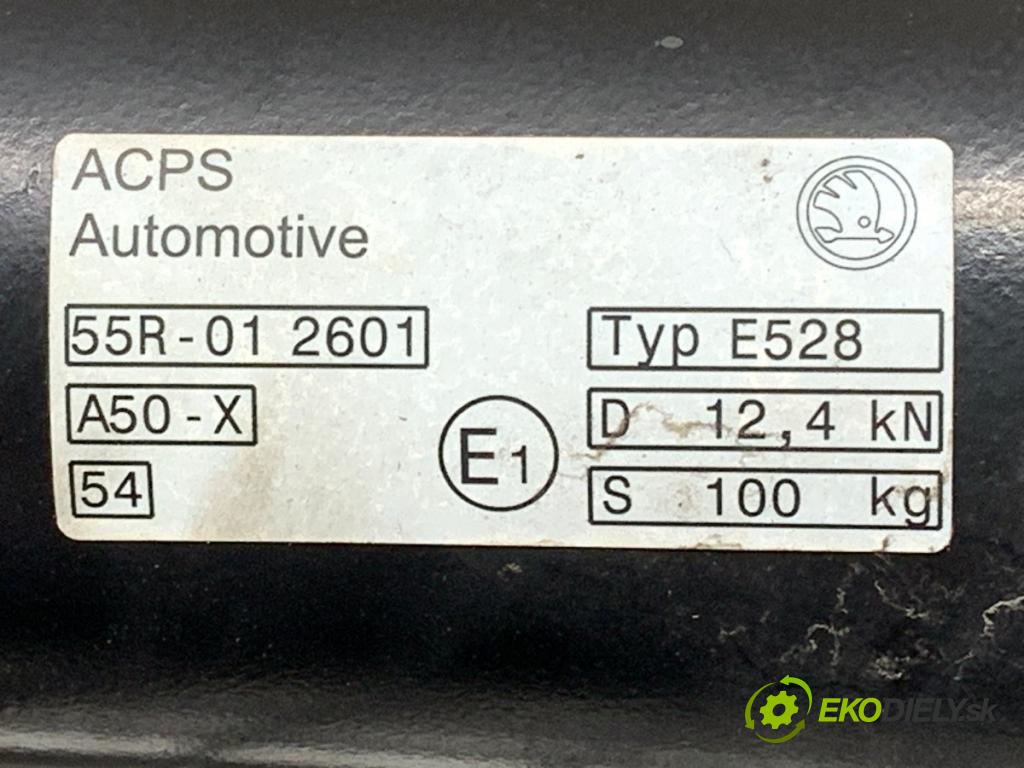 ACPS
Automotive
55R-01 2601
A50-X
54
E1
Typ E528
D 12,4 kN
S 100 kg
EKODIELY.sk